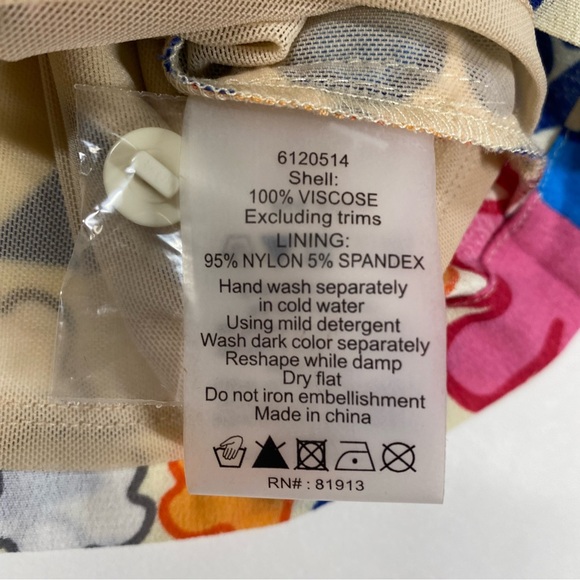 6120514
Shell:
100% VISCOSE
Excluding trims
LINING:
95% NYLON 5% SPANDEX
Hand wash separately
in cold water
Using mild detergent
Wash dark color separately
Reshape while damp
Dry flat
Do not iron embellishment
Made in china
RN# : 81913